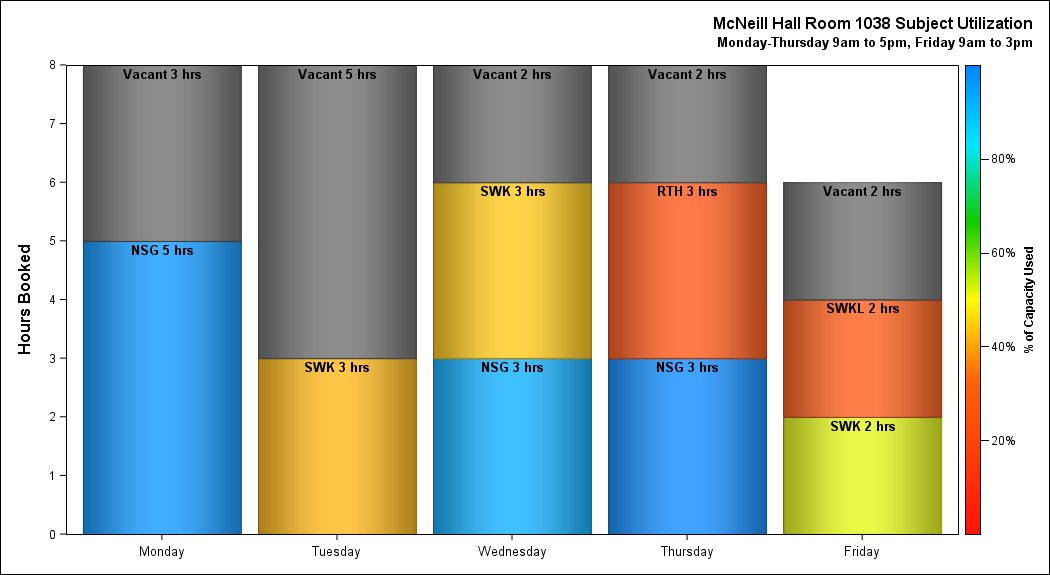 McNeill Hall Room 1038 Subject Utilization
Monday-Thursday 9am to 5pm, Friday 9am to 3pm
Hours Booked
8
7
6
5
4
3
2
1
0
Vacant 3 hrs
NSG 5 hrs
Vacant 5 hrs
SWK 3 hrs
Vacant 2 hrs
SWK 3 hrs
NSG 3 hrs
Vacant 2 hrs
RTH 3 hrs
NSG 3 hrs
Vacant 2 hrs
SWKL 2 hrs
SWK 2 hrs
Monday Tuesday Wednesday Thursday Friday
80%
60%
40%
20%
% of Capacity Used